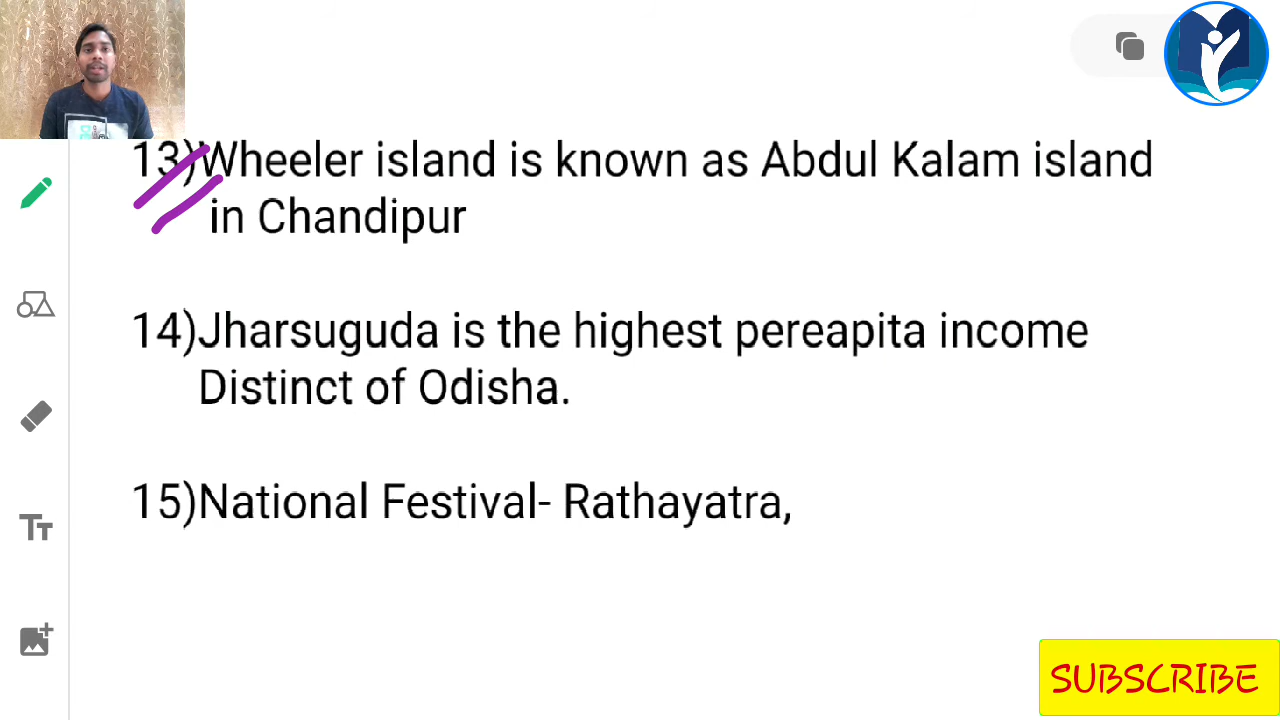 13)Wheeler island is known as Abdul Kalam island
in Chandipur
14)Jharsuguda is the highest pereapita income
Distinct of Odisha.
15)National Festival- Rathayatra,
TT
SUBSCRIBE